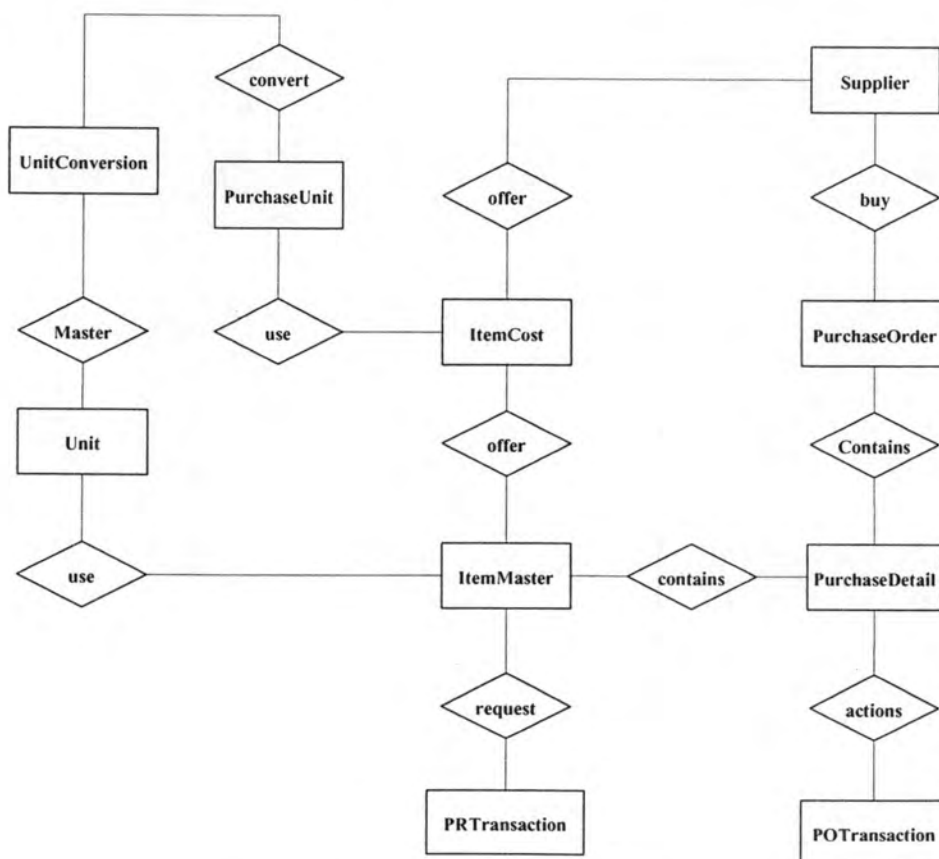 convert
Supplier
UnitConversion
PurchaseUnit
offer
buy
Master
use
ItemCost
PurchaseOrder
Unit
offer
Contains
use
ItemMaster
contains
PurchaseDetail
request
actions
PRTransaction
POTransaction